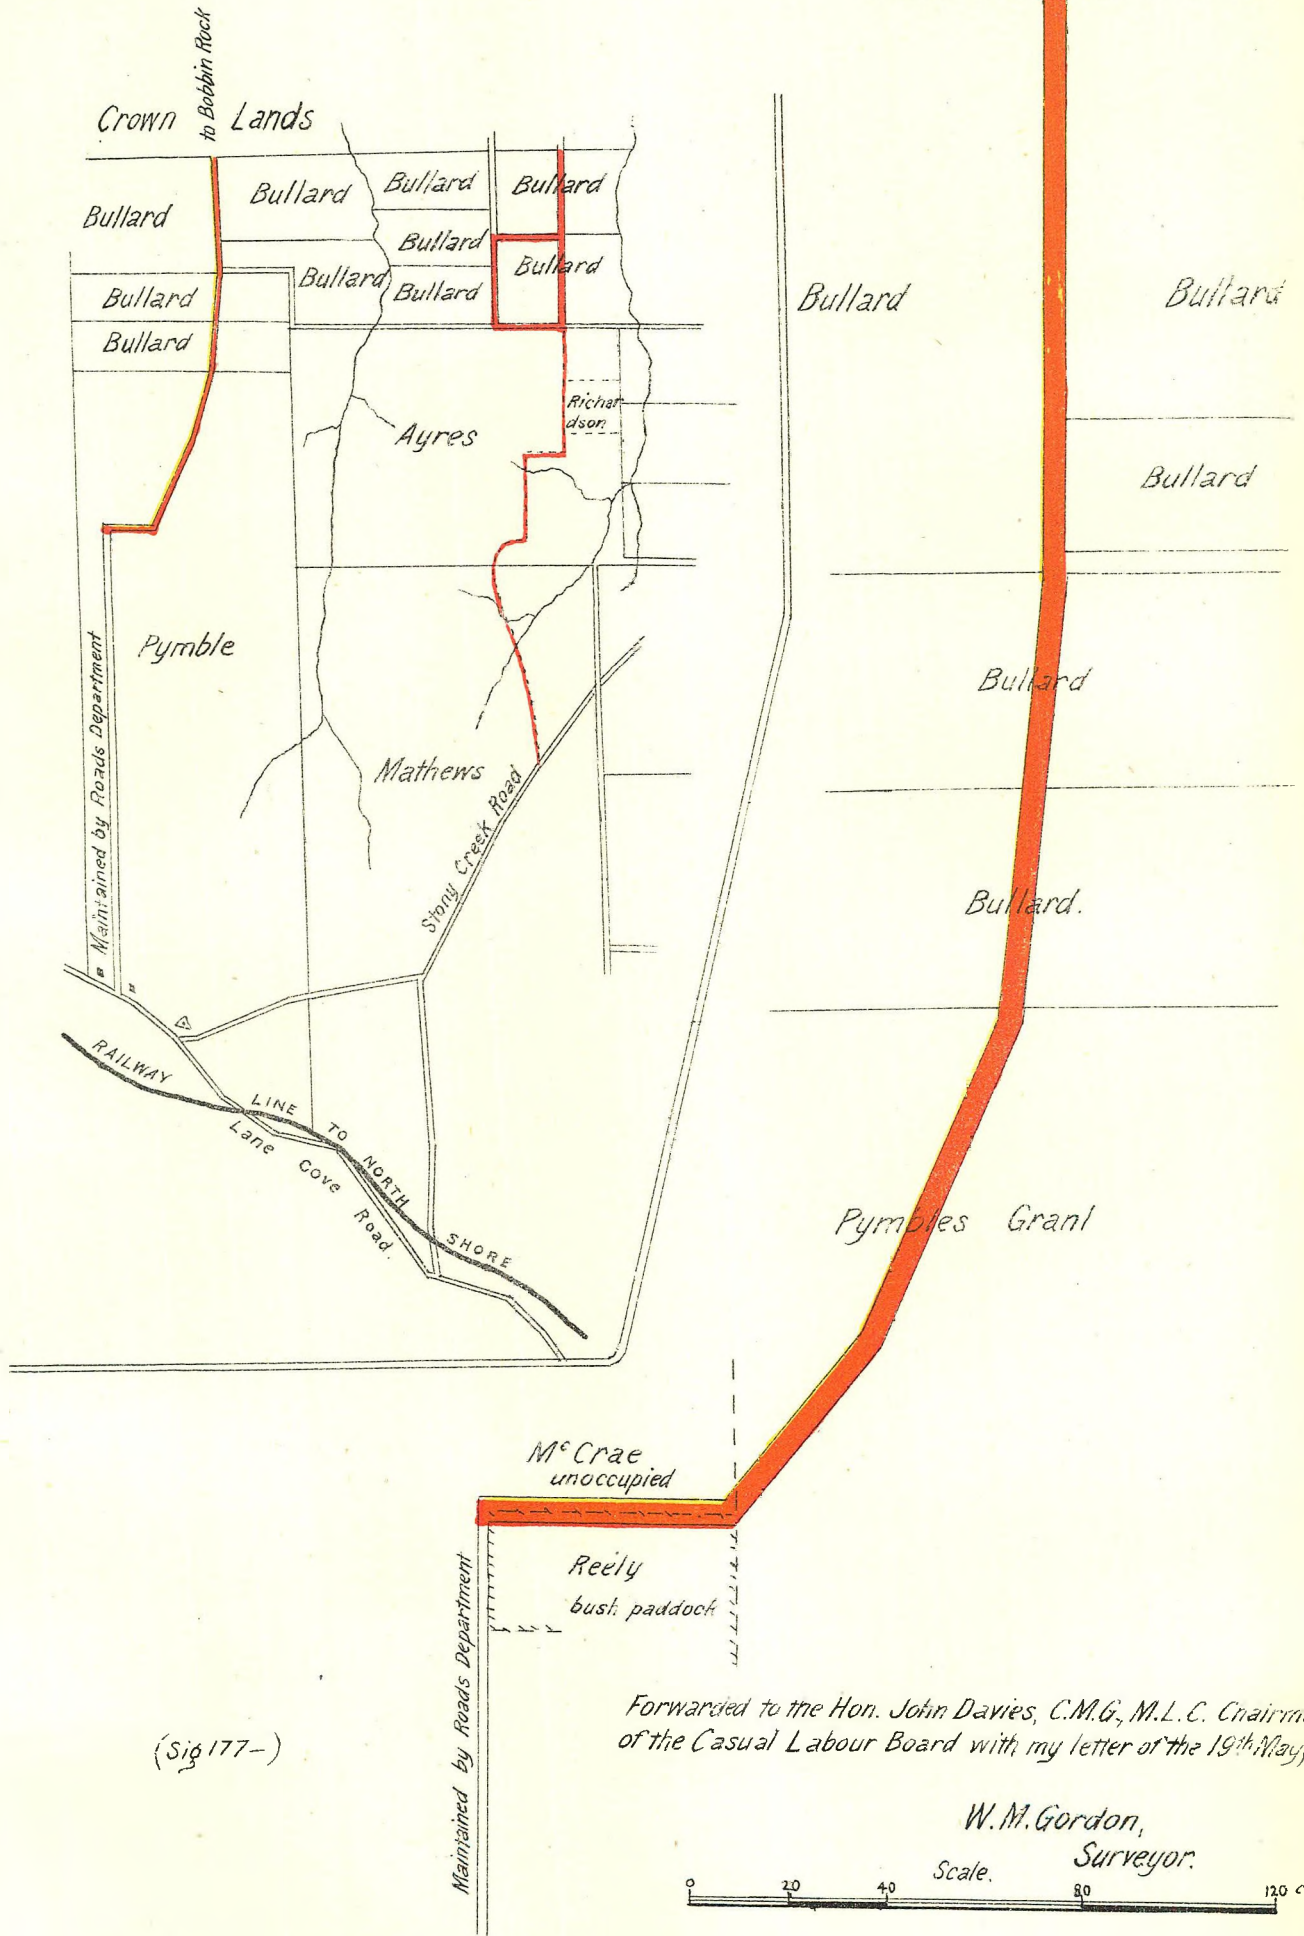 to Bobbin Rock
Crown Lands
Bullard
Bullard
Bullard
Bullard
Bullard
Bullard
Bullard
Bullard
Bullard
Bullard
Bullard
Bullard
Bullard
Richar
dson
Ayres
Bullard
Pymble
Maintained by Roads Department
Bullard
Mathews
Stony Creek Road
Bullard.
RAILWAY LINE TO NORTH SHORE
Lane Cove Road.
Pymbles Grant
McCrae
unoccupied
Reely
bush paddock
Maintained by Roads Department
(Sig 177-)
Forwarded to the Hon. John Davies, C.M.G., M.L.C. Chairm
of the Casual Labour Board with my letter of the 19th May,
W.M. Gordon,
Surveyor.
Scale.
0 20 40 80 120 c